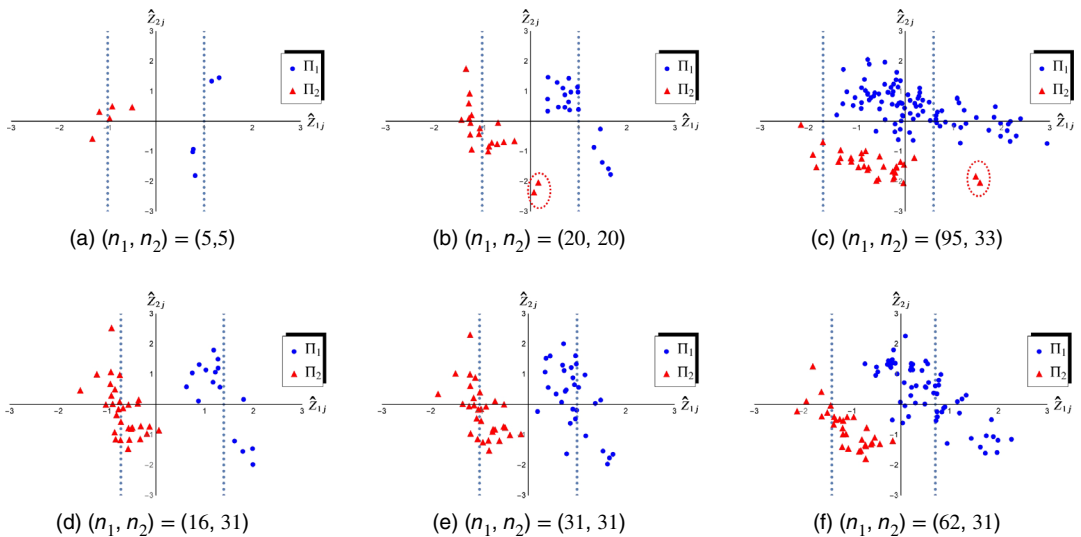 Ẑ2j
Π1
Π2
Ẑ1j
3
2
1
-1
-2
-3
-3
-2
-1
1
2
3
(a) (n1, n2) = (5,5)
Ẑ2j
Π1
Π2
Ẑ1j
3
2
1
-1
-2
-3
-3
-2
-1
1
2
3
(b) (n1, n2) = (20, 20)
Ẑ2j
Π1
Π2
Ẑ1j
3
2
1
-1
-2
-3
-3
-2
-1
1
2
3
(c) (n1, n2) = (95, 33)
Ẑ2j
Π1
Π2
Ẑ1j
3
2
1
-1
-2
-3
-3
-2
-1
1
2
3
(d) (n1, n2) = (16, 31)
Ẑ2j
Π1
Π2
Ẑ1j
3
2
1
-1
-2
-3
-3
-2
-1
1
2
3
(e) (n1, n2) = (31, 31)
Ẑ2j
Π1
Π2
Ẑ1j
3
2
1
-1
-2
-3
-3
-2
-1
1
2
3
(f) (n1, n2) = (62, 31)